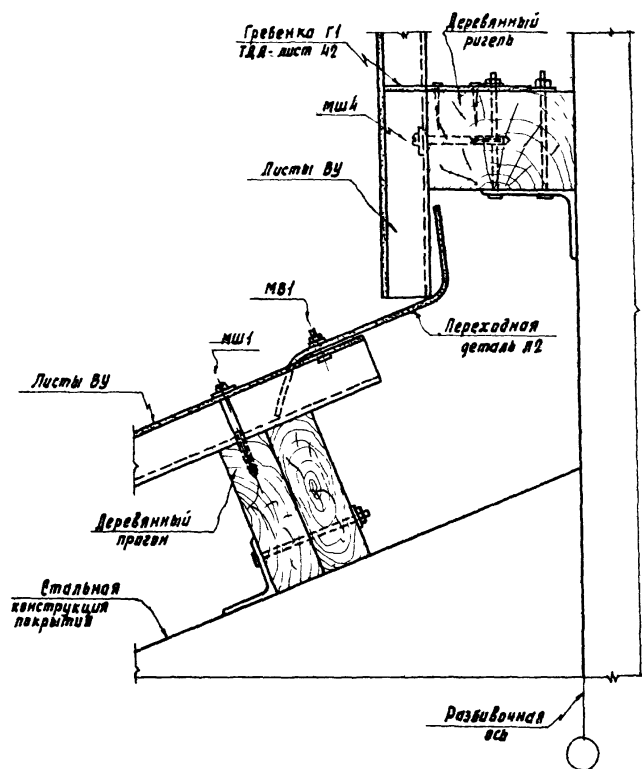 Гребенка Г1
ТДА-лист 42
Деревянный
ригель
МШ4
Листы ВУ
МВ1
МШ1
Переходная
деталь Л2
Листы ВУ
Деревянный
прогон
Стальная
конструкция
покрытия
Разбивочная
ось